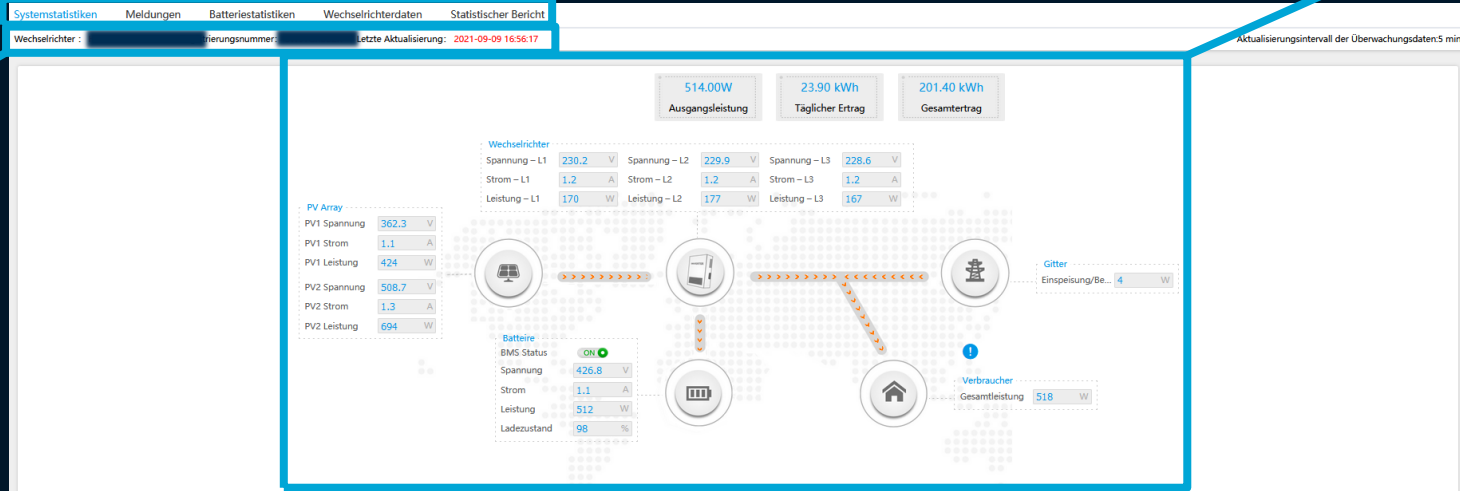 Systemstatistiken Meldungen Batteriestatistiken Wechselrichterdaten Statistischer Bericht
Wechselrichter : rierungsnummer: Letzte Aktualisierung: 2021-09-09 16:56:17 Aktualisierungsintervall der Überwachungsdaten:5 min
514.00W 23.90 kWh 201.40 kWh
Ausgangsleistung Täglicher Ertrag Gesamtertrag
Wechselrichter
Spannung – L1 230.2 V Spannung – L2 229.9 V Spannung – L3 228.6 V
Strom – L1 1.2 A Strom – L2 1.2 A Strom – L3 1.2 A
Leistung – L1 170 W Leistung – L2 177 W Leistung – L3 167 W
PV Array
PV1 Spannung 362.3 V
PV1 Strom 1.1 A
PV1 Leistung 424 W
PV2 Spannung 508.7 V
PV2 Strom 1.3 A
PV2 Leistung 694 W
Gitter
Einspeisung/Be... 4 W
Batteire
BMS Status ON
Spannung 426.8 V
Strom 1.1 A
Leistung 512 W
Ladezustand 98 %
Verbraucher
Gesamtleistung 518 W